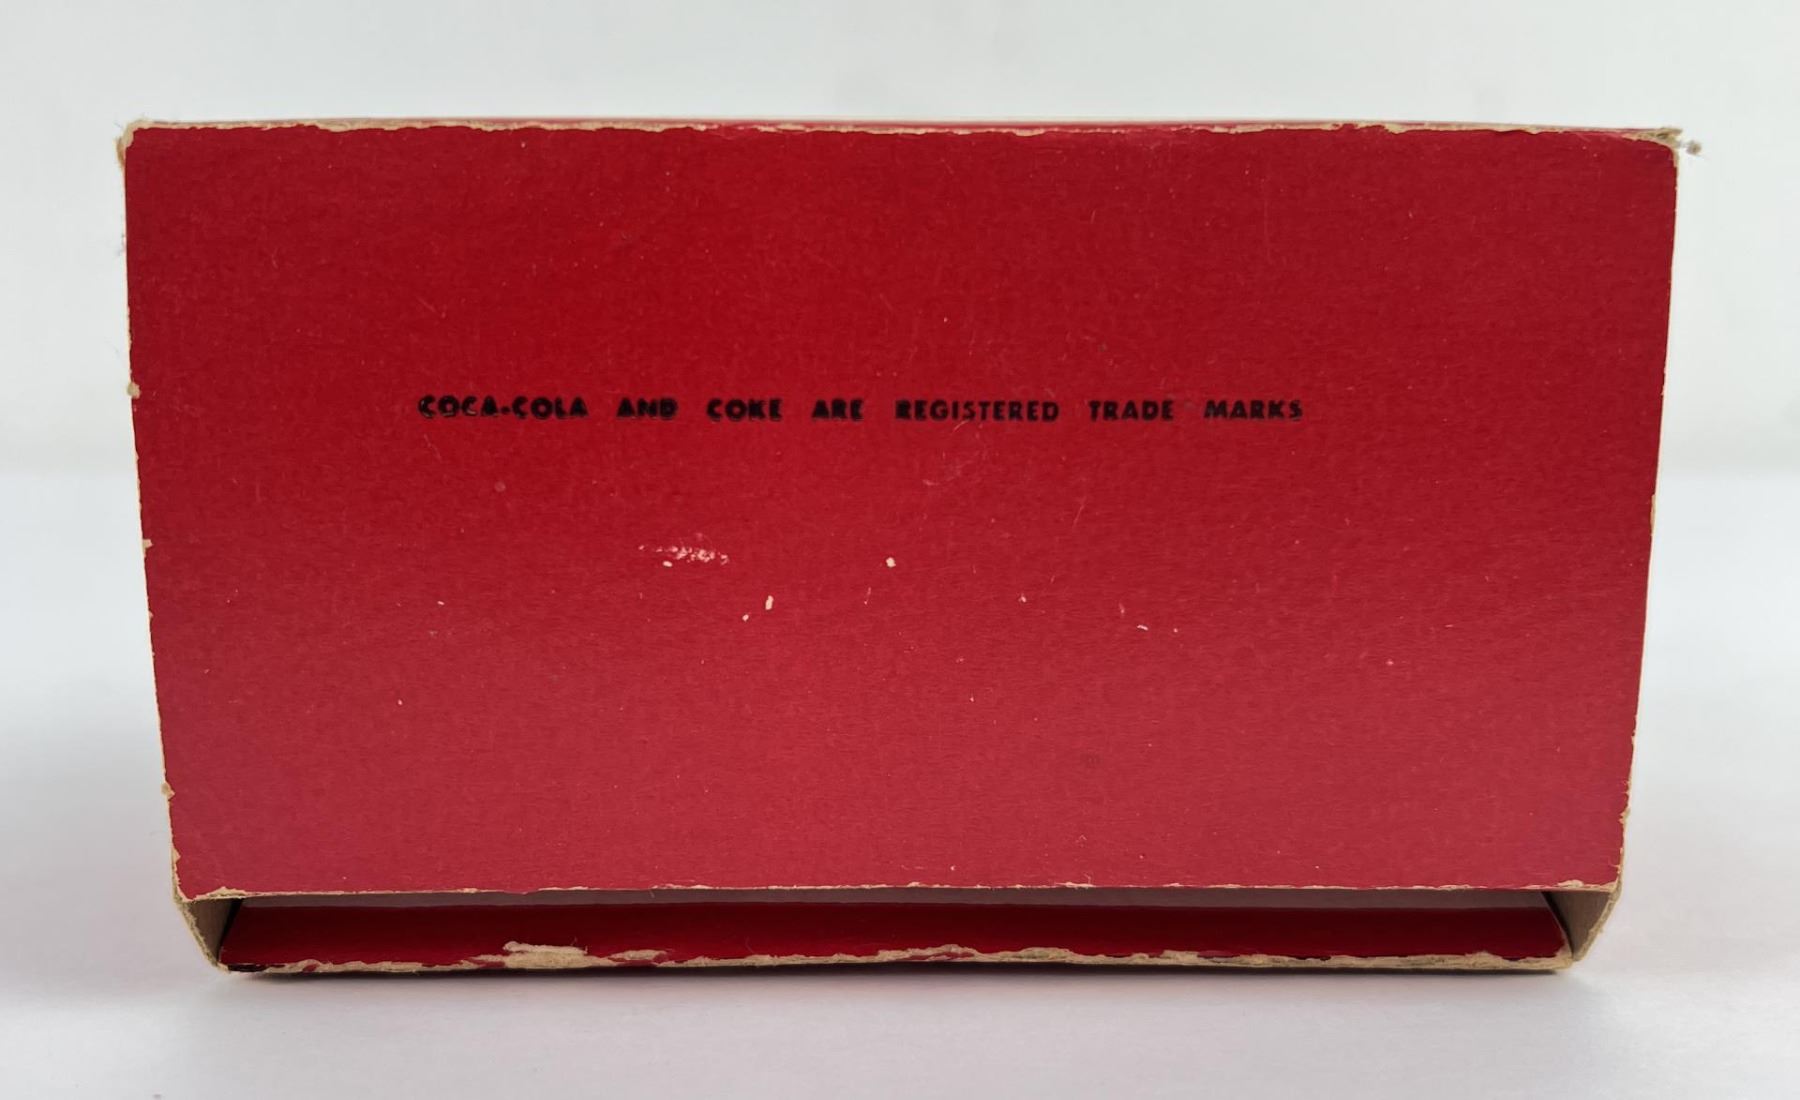 COCA-COLA AND COKE ARE REGISTERED TRADE MARKS